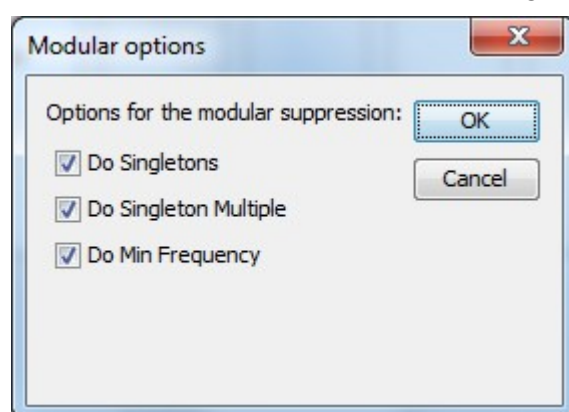 Modular options
Options for the modular suppression:
OK
Do Singletons
Cancel
Do Singleton Multiple
Do Min Frequency